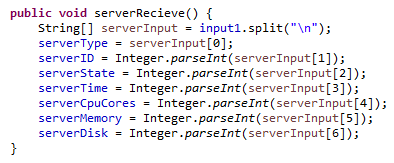 public void serverRecieve() {
String[] serverInput = input1.split("\n");
serverType = serverInput[0];
serverID = Integer.parseInt(serverInput[1]);
serverState = Integer.parseInt(serverInput[2]);
serverTime = Integer.parseInt(serverInput[3]);
serverCpuCores = Integer.parseInt(serverInput[4]);
serverMemory = Integer.parseInt(serverInput[5]);
serverDisk = Integer.parseInt(serverInput[6]);
}